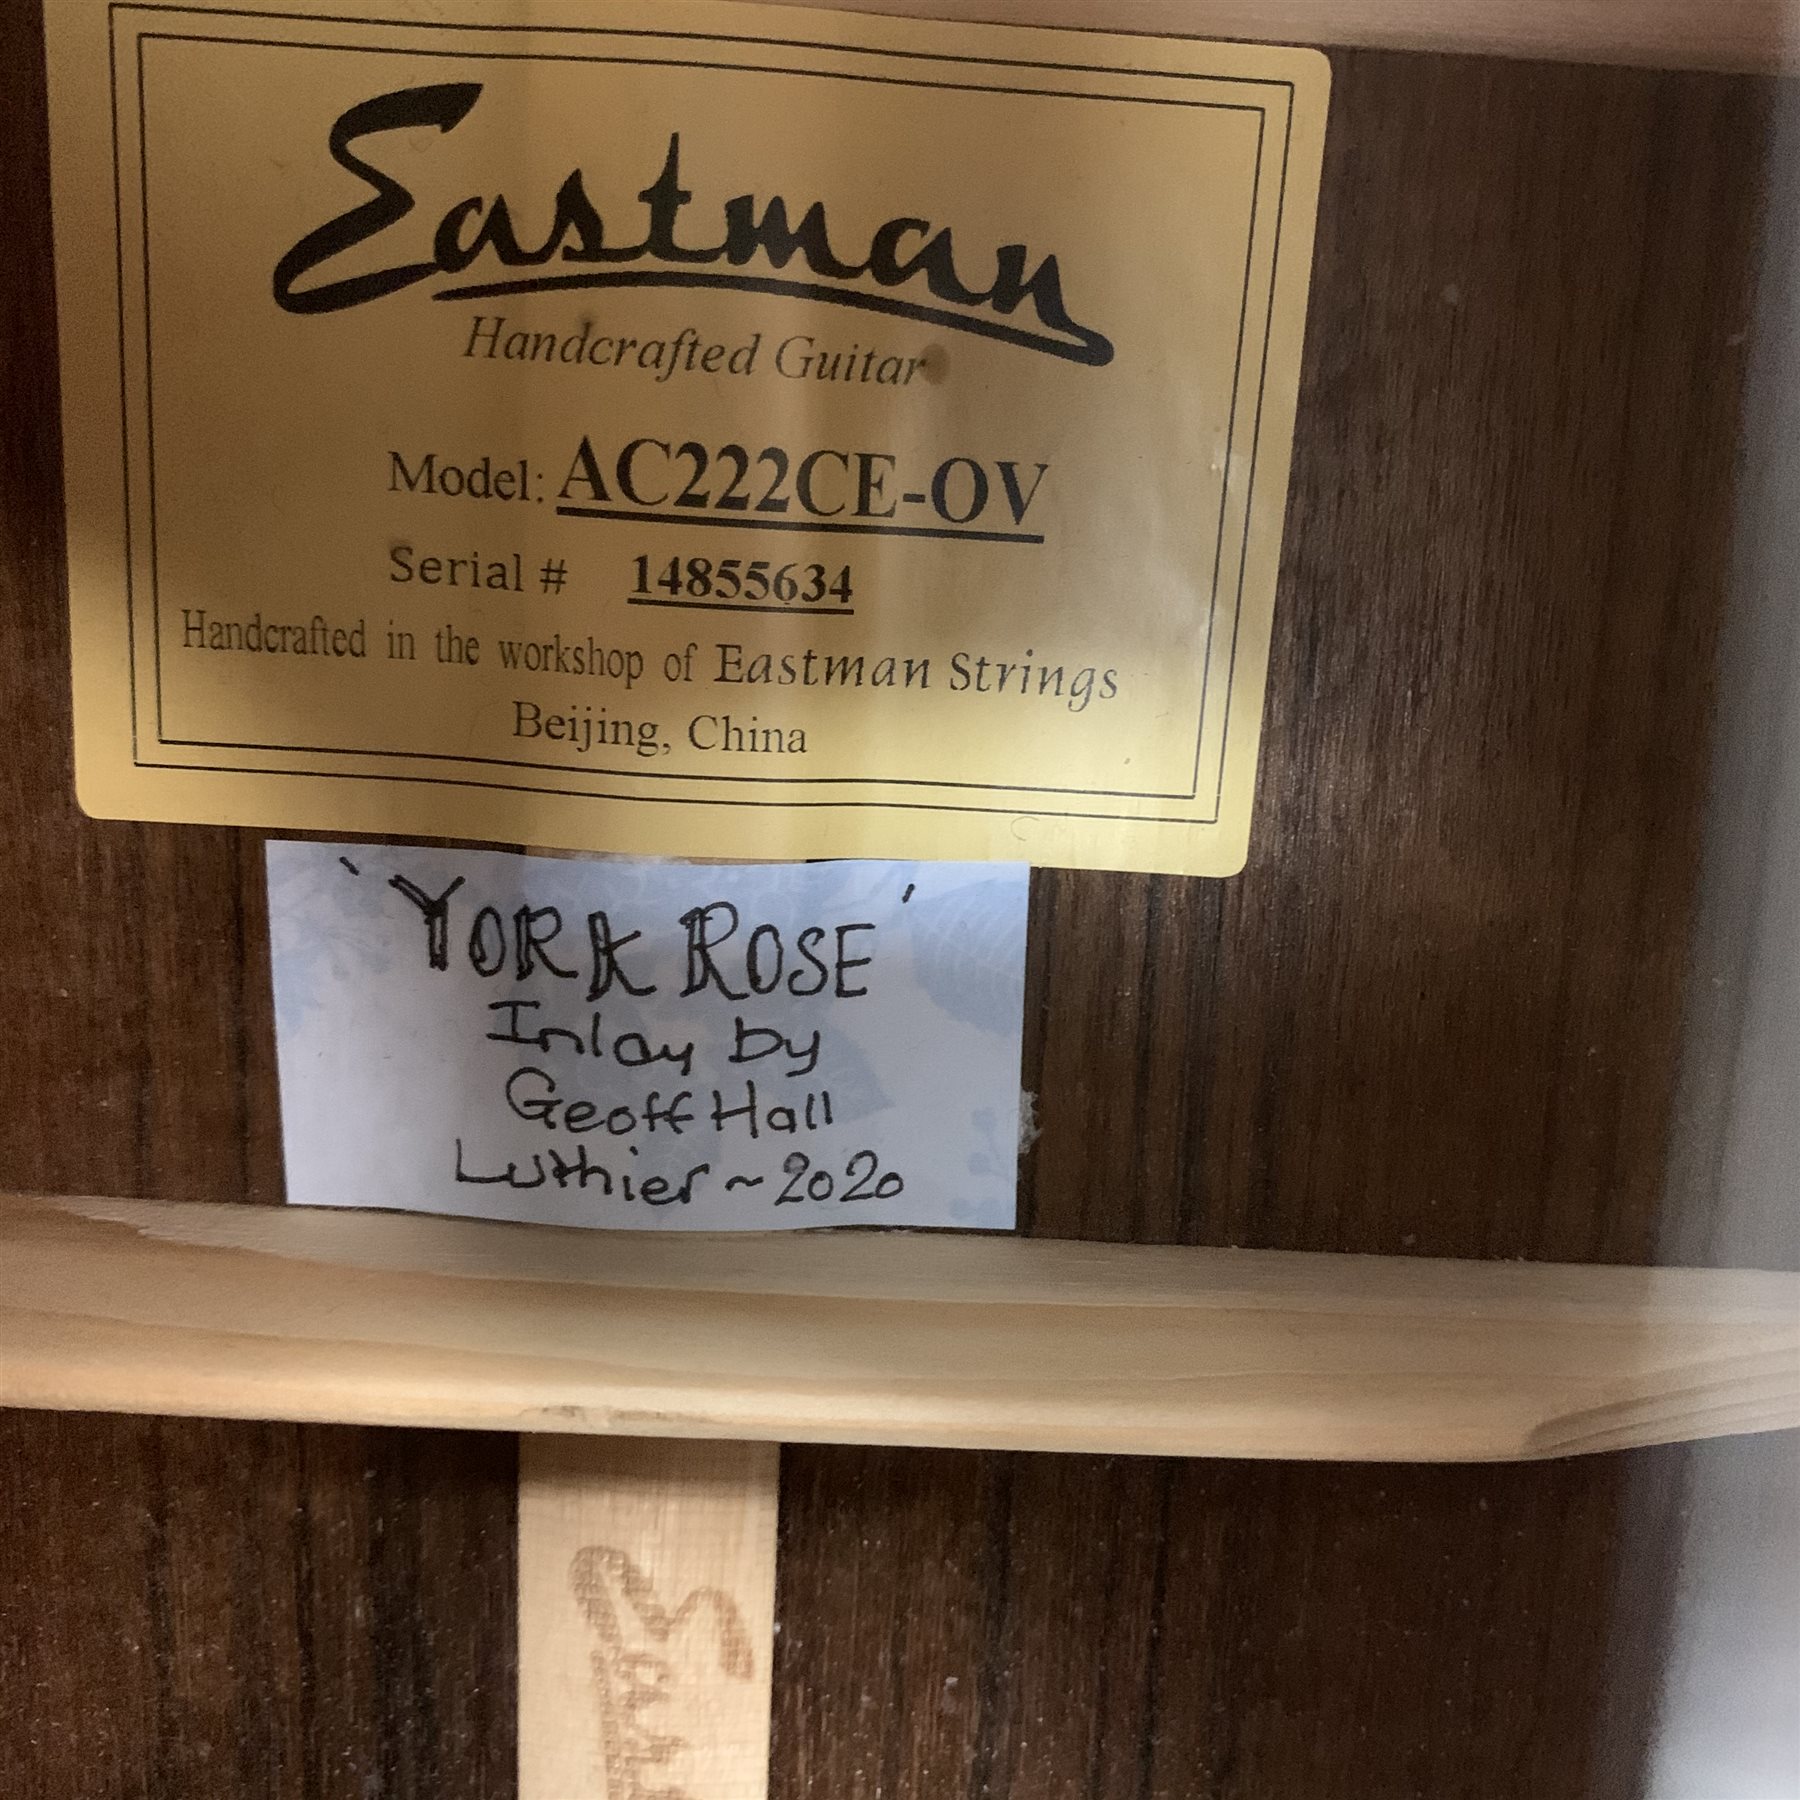 Eastman
Handcrafted Guitar
Model: AC222CE-OV
Serial # 14855634
Handcrafted in the workshop of Eastman Strings
Beijing, China
'YORK ROSE'
Inlay by
Geoff Hall
Luthier ~ 2020